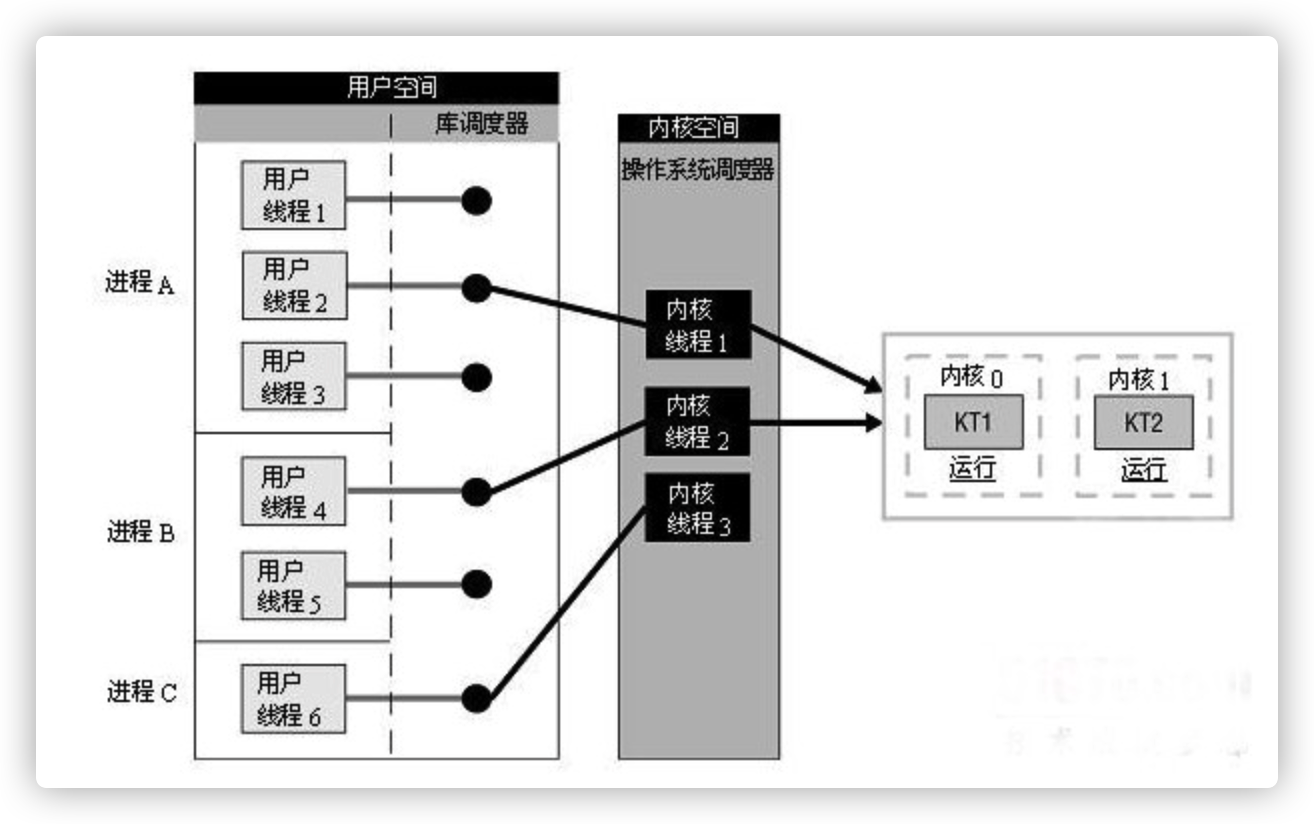 用户空间
库调度器
内核空间
操作系统调度器
进程 A
用户
线程 1
用户
线程 2
用户
线程 3
进程 B
用户
线程 4
用户
线程 5
进程 C
用户
线程 6
内核
线程 1
内核
线程 2
内核
线程 3
内核 0
KT1
运行
内核 1
KT2
运行